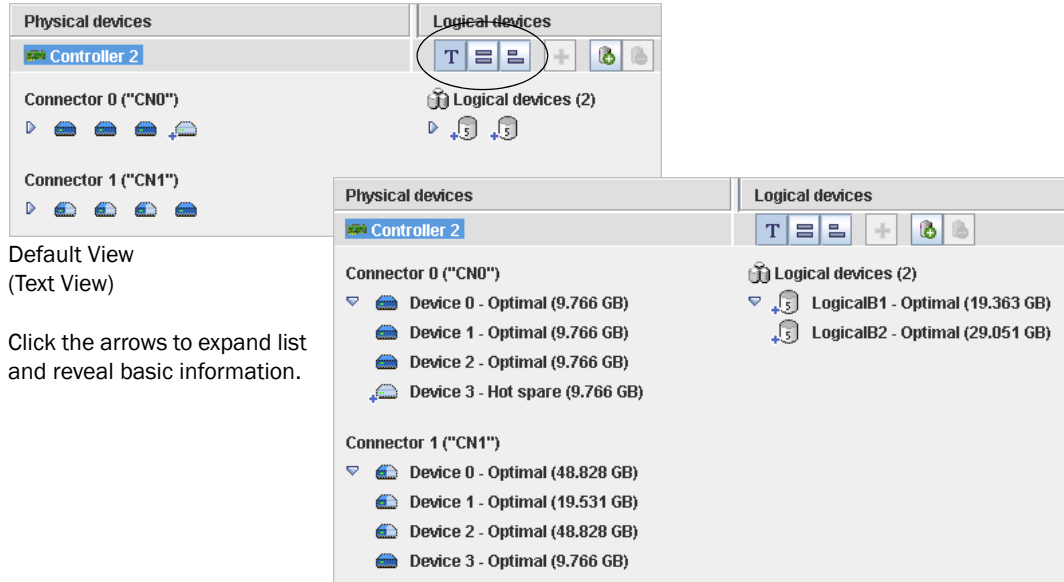 Physical devices
Logical devices
Controller 2
T
Connector 0 ("CN0")
Logical devices (2)
5 5
Connector 1 ("CN1")
Default View
(Text View)
Click the arrows to expand list
and reveal basic information.
Physical devices
Logical devices
Controller 2
T
Connector 0 ("CN0")
Logical devices (2)
Device 0 - Optimal (9.766 GB)
5 LogicalB1 - Optimal (19.363 GB)
Device 1 - Optimal (9.766 GB)
5 LogicalB2 - Optimal (29.051 GB)
Device 2 - Optimal (9.766 GB)
Device 3 - Hot spare (9.766 GB)
Connector 1 ("CN1")
Device 0 - Optimal (48.828 GB)
Device 1 - Optimal (19.531 GB)
Device 2 - Optimal (48.828 GB)
Device 3 - Optimal (9.766 GB)